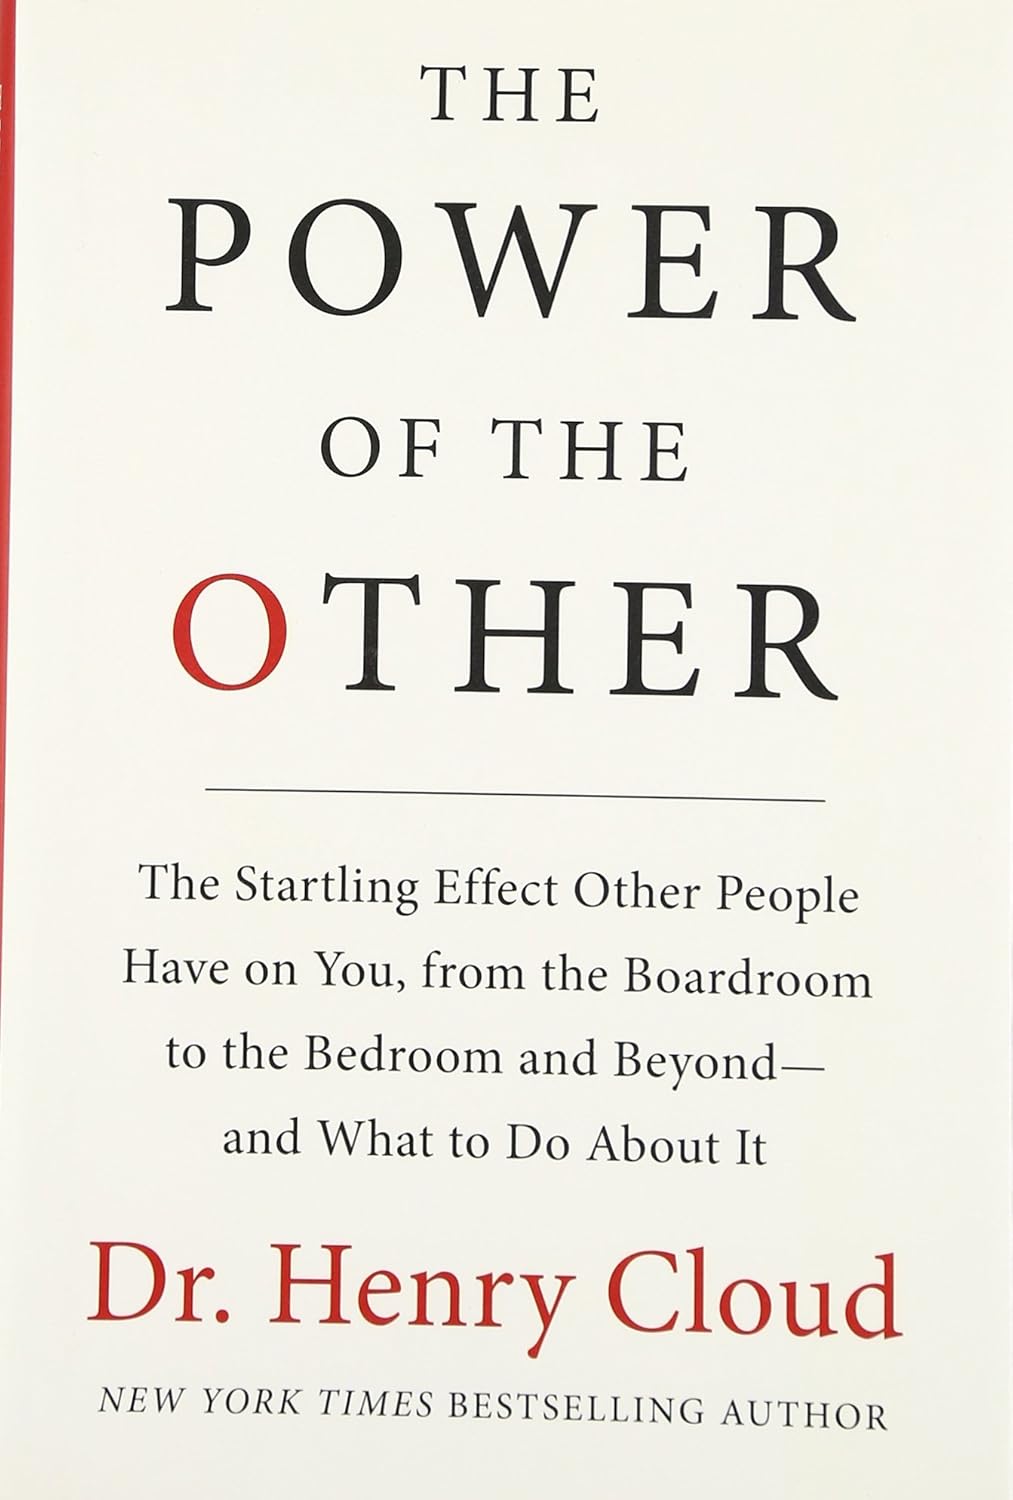 THE
POWER
OF THE
OTHER
The Startling Effect Other People
Have on You, from the Boardroom
to the Bedroom and Beyond—
and What to Do About It
Dr. Henry Cloud
NEW YORK TIMES BESTSELLING AUTHOR